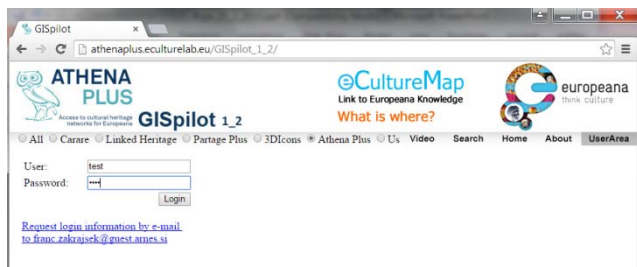 GISpilot
athenaplus.eculturelab.eu/GISpilot_1_2/
ATHENA
PLUS
Access to cultural heritage
networks for Europeana
GISpilot 1_2
eCultureMap
Link to Europeana Knowledge
What is where?
europeana
think culture
All Carare Linked Heritage Partage Plus 3DIcons Athena Plus Us Video Search Home About UserArea
User: test
Password: ••••
Login
Request login information by e-mail
to franc.zakrajsek@guest.arnes.si